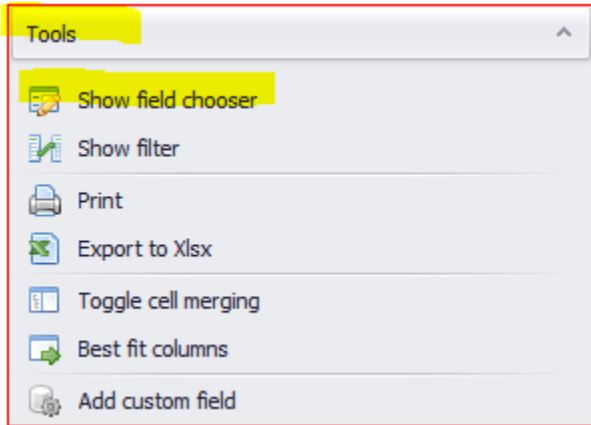 Tools
Show field chooser
Show filter
Print
Export to Xlsx
Toggle cell merging
Best fit columns
Add custom field